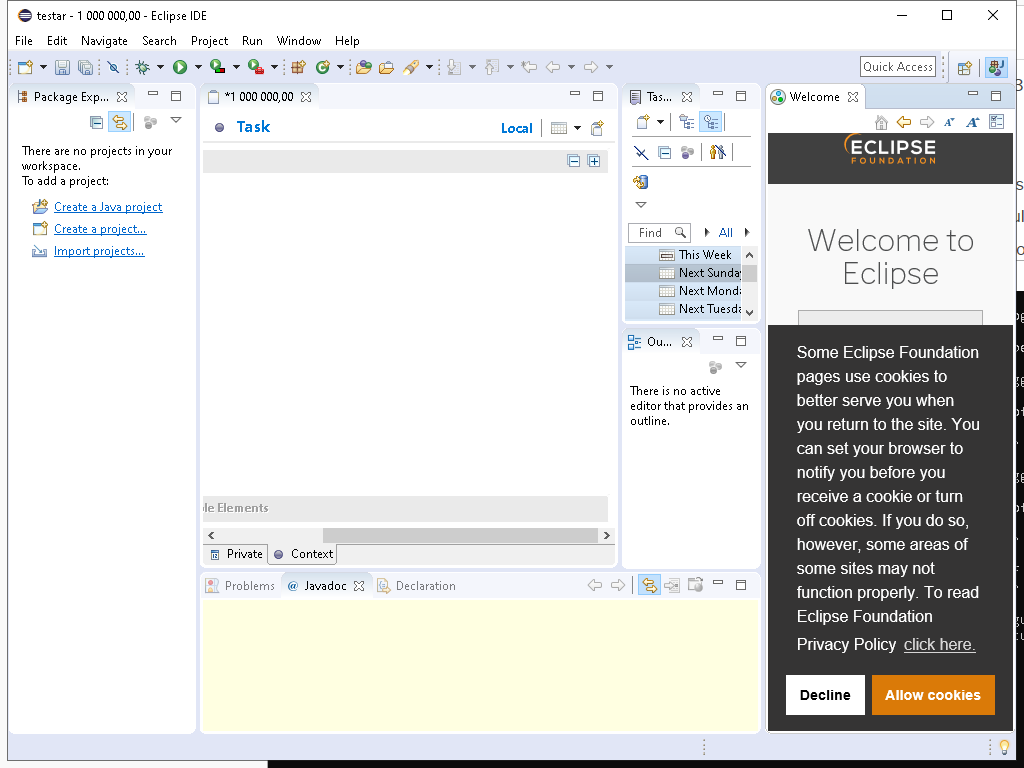 testar - 1 000 000,00 - Eclipse IDE
File Edit Navigate Search Project Run Window Help
Quick Access
Package Exp...
There are no projects in your
workspace.
To add a project:
Create a Java project
Create a project...
Import projects...
*1 000 000,00
Task
Local
le Elements
Private Context
Tas...
Find All
This Week
Next Sunday
Next Monda
Next Tuesda
Ou...
There is no active
editor that provides an
outline.
Problems @ Javadoc Declaration
Welcome
ECLIPSE
FOUNDATION
Welcome to
Eclipse
Some Eclipse Foundation
pages use cookies to
better serve you when
you return to the site. You
can set your browser to
notify you before you
receive a cookie or turn
off cookies. If you do so,
however, some areas of
some sites may not
function properly. To read
Eclipse Foundation
Privacy Policy click here.
Decline Allow cookies